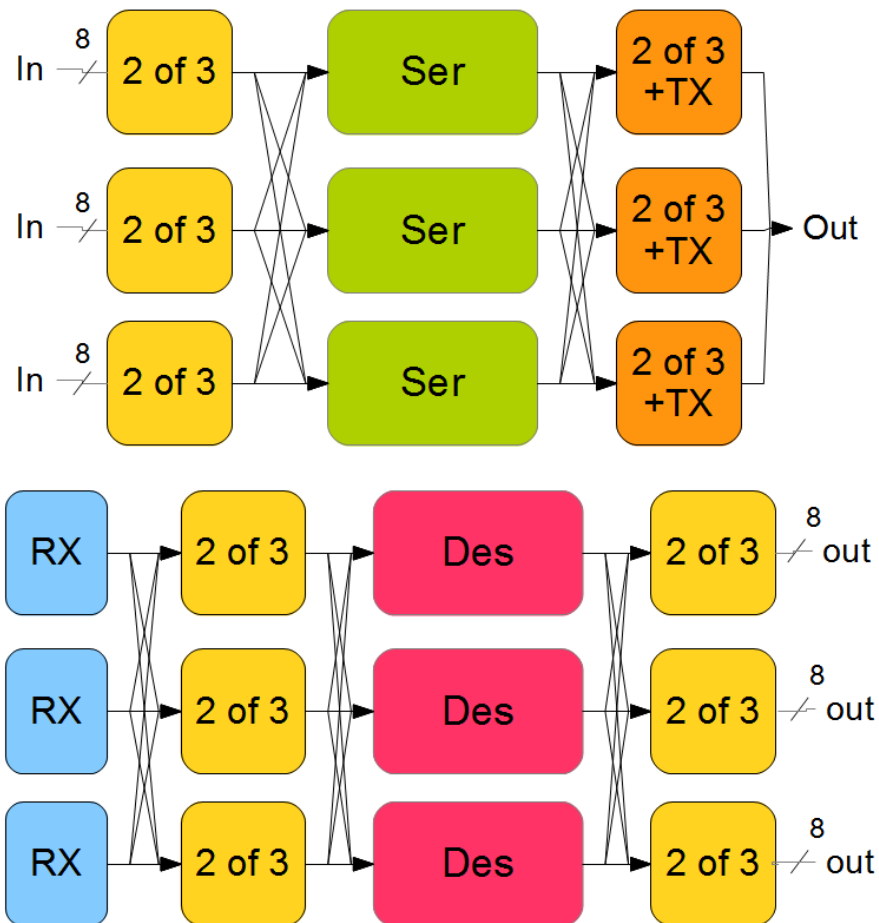 8
In 2 of 3 Ser 2 of 3
+TX
8
In 2 of 3 Ser 2 of 3
+TX Out
8
In 2 of 3 Ser 2 of 3
+TX
8
RX 2 of 3 Des 2 of 3 out
8
RX 2 of 3 Des 2 of 3 out
8
RX 2 of 3 Des 2 of 3 out